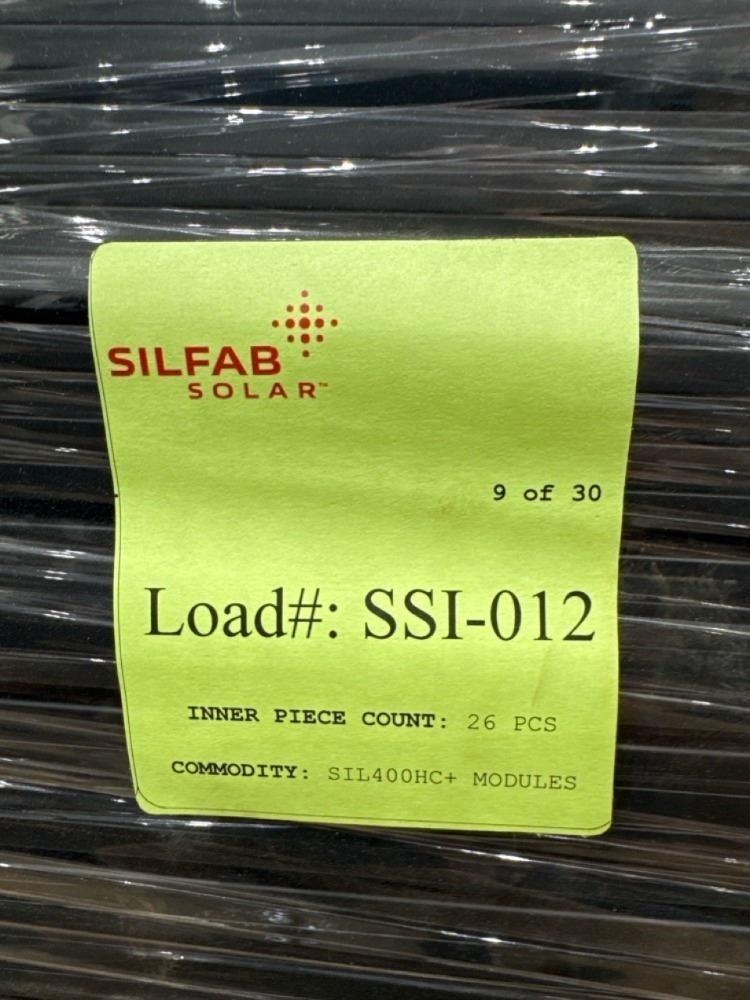 SILFAB
SOLAR™
9 of 30
Load#: SSI-012
INNER PIECE COUNT: 26 PCS
COMMODITY: SIL400HC+ MODULES